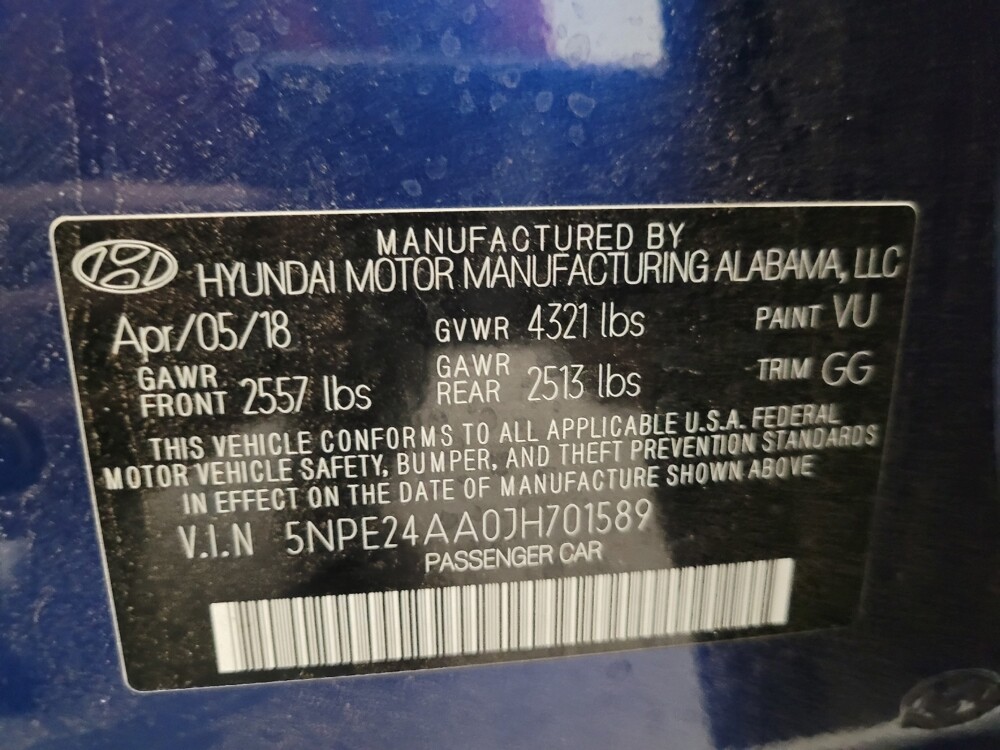 MANUFACTURED BY
HYUNDAI MOTOR MANUFACTURING ALABAMA, LLC
Apr/05/18 GVWR 4321 lbs PAINT VU
GAWR FRONT 2557 lbs GAWR REAR 2513 lbs TRIM GG
THIS VEHICLE CONFORMS TO ALL APPLICABLE U.S.A. FEDERAL
MOTOR VEHICLE SAFETY, BUMPER, AND THEFT PREVENTION STANDARDS
IN EFFECT ON THE DATE OF MANUFACTURE SHOWN ABOVE
V.I.N 5NPE24AA0JH701589
PASSENGER CAR